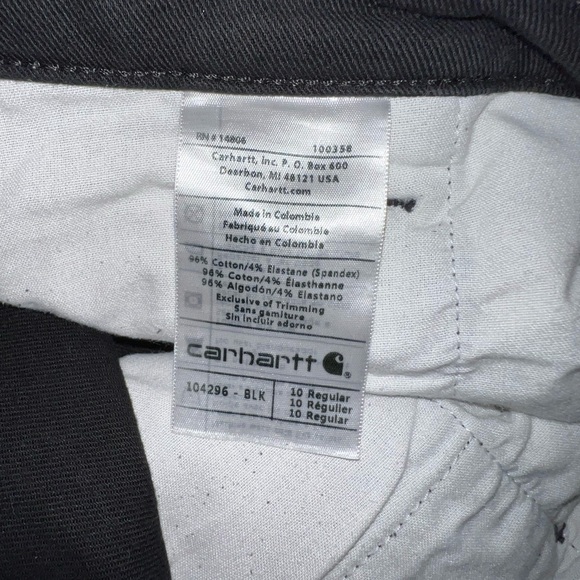 RN # 14806 100358
Carhartt, Inc. P. O. Box 600
Dearbon, MI 48121 USA
Carhartt.com
Made in Colombia
Fabriqué au Colombia
Hecho en Colombia
96% Cotton/4% Elastane (Spandex)
96% Coton/4% Élasthanne
96% Algodón/4% Elastano
Exclusive of Trimming
Sans garniture
Sin incluir adorno
carhartt
104296 - BLK
10 Regular
10 Régulier
10 Regular